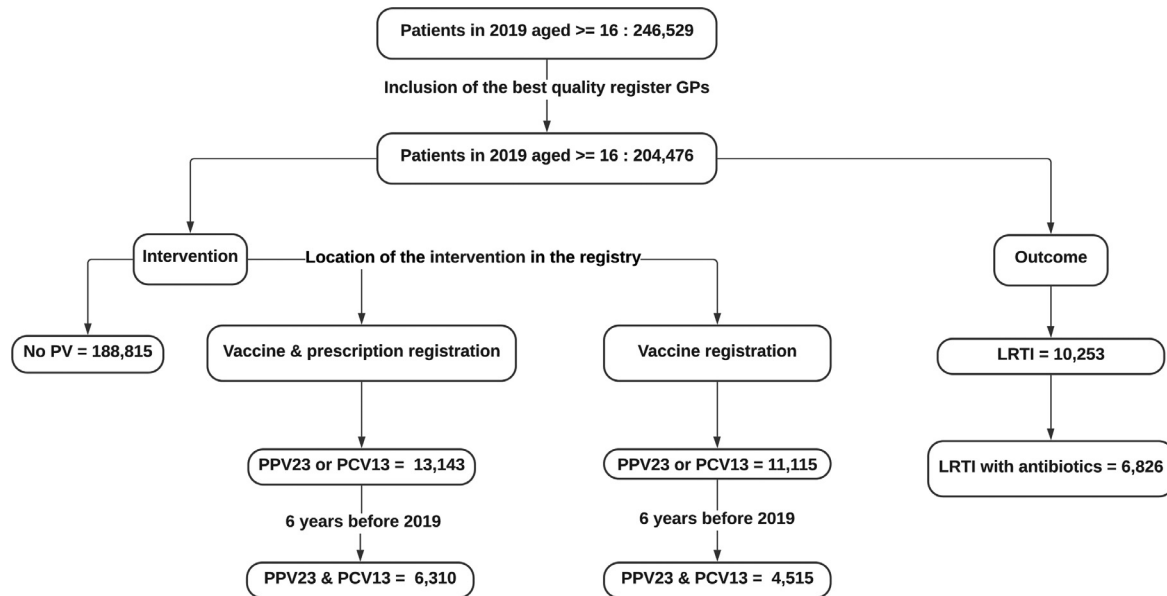 Patients in 2019 aged >= 16 : 246,529
Inclusion of the best quality register GPs
Patients in 2019 aged >= 16 : 204,476
Intervention
Location of the intervention in the registry
Outcome
No PV = 188,815
Vaccine & prescription registration
Vaccine registration
LRTI = 10,253
PPV23 or PCV13 =  13,143
PPV23 or PCV13 = 11,115
LRTI with antibiotics = 6,826
6 years before 2019
6 years before 2019
PPV23 & PCV13 = 6,310
PPV23 & PCV13 = 4,515